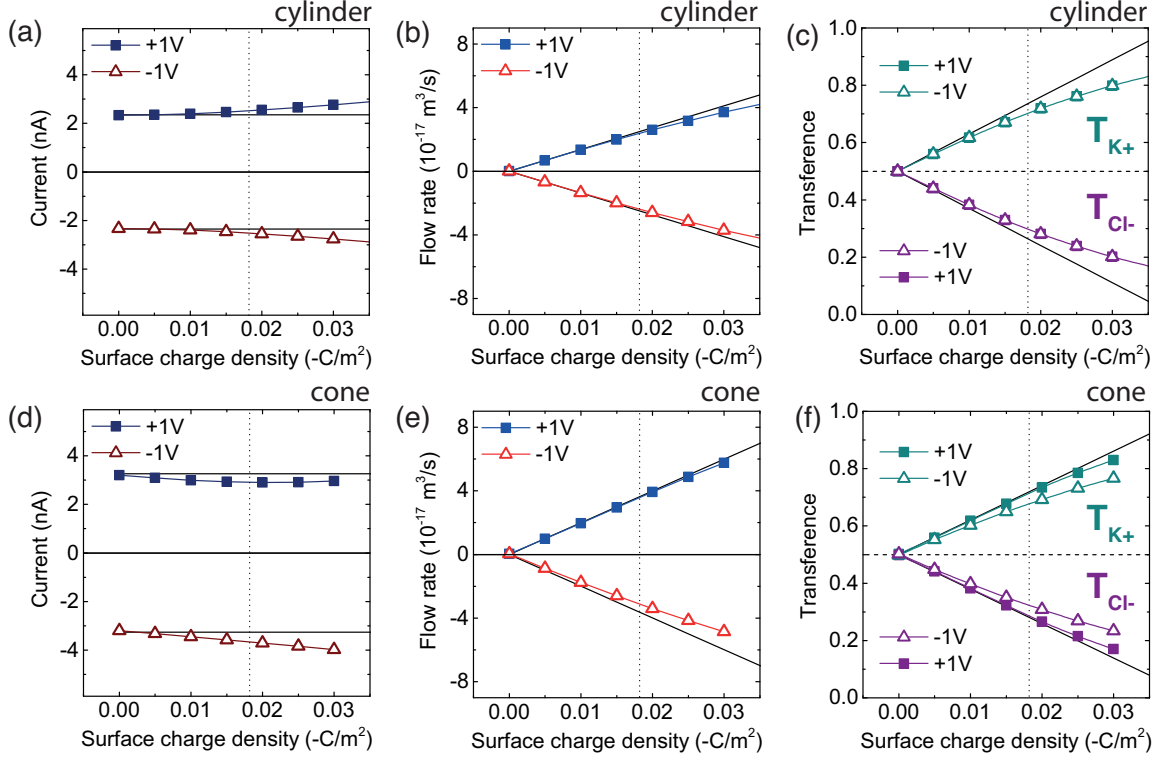 cylinder
(a)
+1V
-1V
Current (nA)
4
2
0
-2
-4
0.00 0.01 0.02 0.03
Surface charge density (-C/m²)
cylinder
(b)
+1V
-1V
Flow rate (10⁻¹⁷ m³/s)
8
4
0
-4
-8
0.00 0.01 0.02 0.03
Surface charge density (-C/m²)
cylinder
(c)
+1V
-1V
T_K+
T_Cl-
-1V
+1V
Transference
1.0
0.8
0.6
0.4
0.2
0.0
0.00 0.01 0.02 0.03
Surface charge density (-C/m²)
cone
(d)
+1V
-1V
Current (nA)
4
2
0
-2
-4
0.00 0.01 0.02 0.03
Surface charge density (-C/m²)
cone
(e)
+1V
-1V
Flow rate (10⁻¹⁷ m³/s)
8
4
0
-4
-8
0.00 0.01 0.02 0.03
Surface charge density (-C/m²)
cone
(f)
+1V
-1V
T_K+
T_Cl-
-1V
+1V
Transference
1.0
0.8
0.6
0.4
0.2
0.0
0.00 0.01 0.02 0.03
Surface charge density (-C/m²)